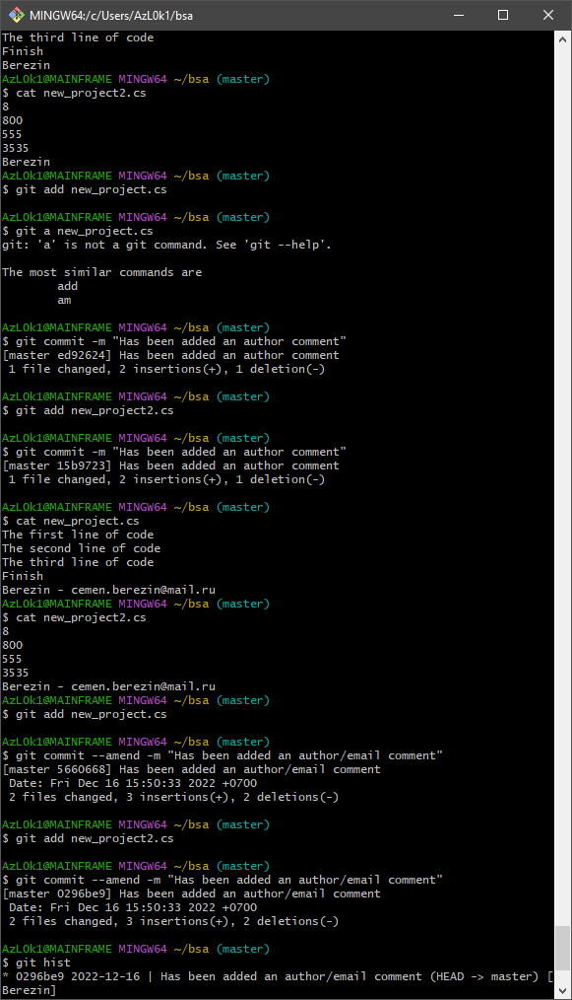 MINGW64:/c/Users/AzL0k1/bsa
The third line of code
Finish
Berezin
AzL0k1@MAINFRAME MINGW64 ~/bsa (master)
$ cat new_project2.cs
8
800
555
3535
Berezin
AzL0k1@MAINFRAME MINGW64 ~/bsa (master)
$ git add new_project.cs
AzL0k1@MAINFRAME MINGW64 ~/bsa (master)
$ git a new_project.cs
git: 'a' is not a git command. See 'git --help'.
The most similar commands are
        add
        am
AzL0k1@MAINFRAME MINGW64 ~/bsa (master)
$ git commit -m "Has been added an author comment"
[master ed92624] Has been added an author comment
 1 file changed, 2 insertions(+), 1 deletion(-)
AzL0k1@MAINFRAME MINGW64 ~/bsa (master)
$ git add new_project2.cs
AzL0k1@MAINFRAME MINGW64 ~/bsa (master)
$ git commit -m "Has been added an author comment"
[master 15b9723] Has been added an author comment
 1 file changed, 2 insertions(+), 1 deletion(-)
AzL0k1@MAINFRAME MINGW64 ~/bsa (master)
$ cat new_project.cs
The first line of code
The second line of code
The third line of code
Finish
Berezin - cemen.berezin@mail.ru
AzL0k1@MAINFRAME MINGW64 ~/bsa (master)
$ cat new_project2.cs
8
800
555
3535
Berezin - cemen.berezin@mail.ru
AzL0k1@MAINFRAME MINGW64 ~/bsa (master)
$ git add new_project.cs
AzL0k1@MAINFRAME MINGW64 ~/bsa (master)
$ git commit --amend -m "Has been added an author/email comment"
[master 5660668] Has been added an author/email comment
 Date: Fri Dec 16 15:50:33 2022 +0700
 2 files changed, 3 insertions(+), 2 deletions(-)
AzL0k1@MAINFRAME MINGW64 ~/bsa (master)
$ git add new_project2.cs
AzL0k1@MAINFRAME MINGW64 ~/bsa (master)
$ git commit --amend -m "Has been added an author/email comment"
[master 0296be9] Has been added an author/email comment
 Date: Fri Dec 16 15:50:33 2022 +0700
 2 files changed, 3 insertions(+), 2 deletions(-)
AzL0k1@MAINFRAME MINGW64 ~/bsa (master)
$ git hist
* 0296be9 2022-12-16 | Has been added an author/email comment (HEAD -> master) [
Berezin]